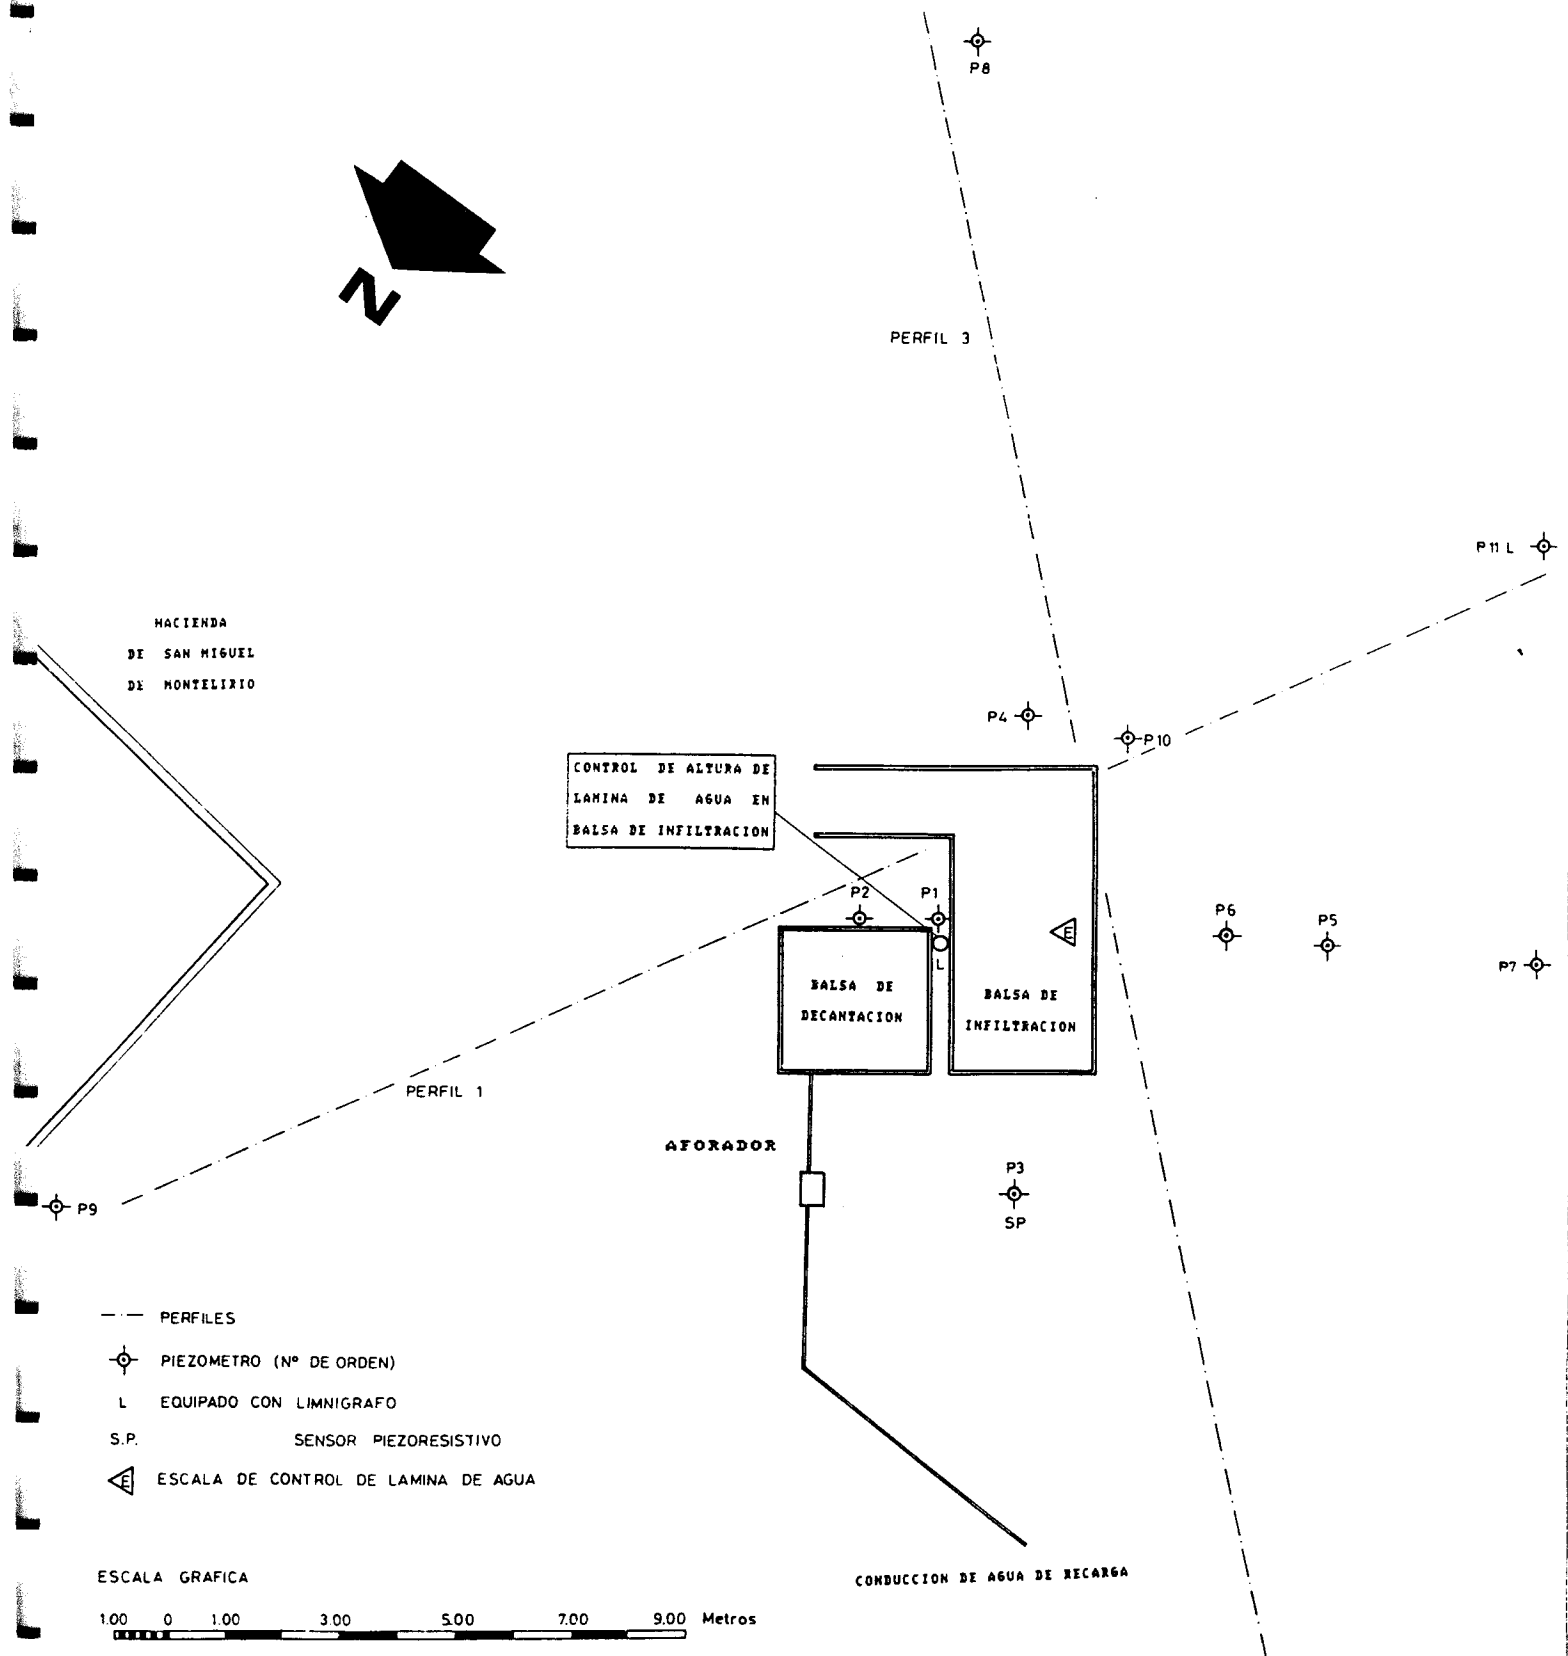 P8
N
PERFIL 3
P11 L
HACIENDA
DE SAN MIGUEL
DE MONTELIRIO
P4
P10
CONTROL DE ALTURA DE
LAMINA DE AGUA EN
BALSA DE INFILTRACION
P2
P1
L
E
P6
P5
P7
BALSA DE
DECANTACION
BALSA DE
INFILTRACION
PERFIL 1
AFORADOR
P3
SP
P9
PERFILES
PIEZOMETRO (Nº DE ORDEN)
L EQUIPADO CON LIMNIGRAFO
S.P. SENSOR PIEZORESISTIVO
E ESCALA DE CONTROL DE LAMINA DE AGUA
CONDUCCION DE AGUA DE RECARGA
ESCALA GRAFICA
1.00 0 1.00 3.00 5.00 7.00 9.00 Metros